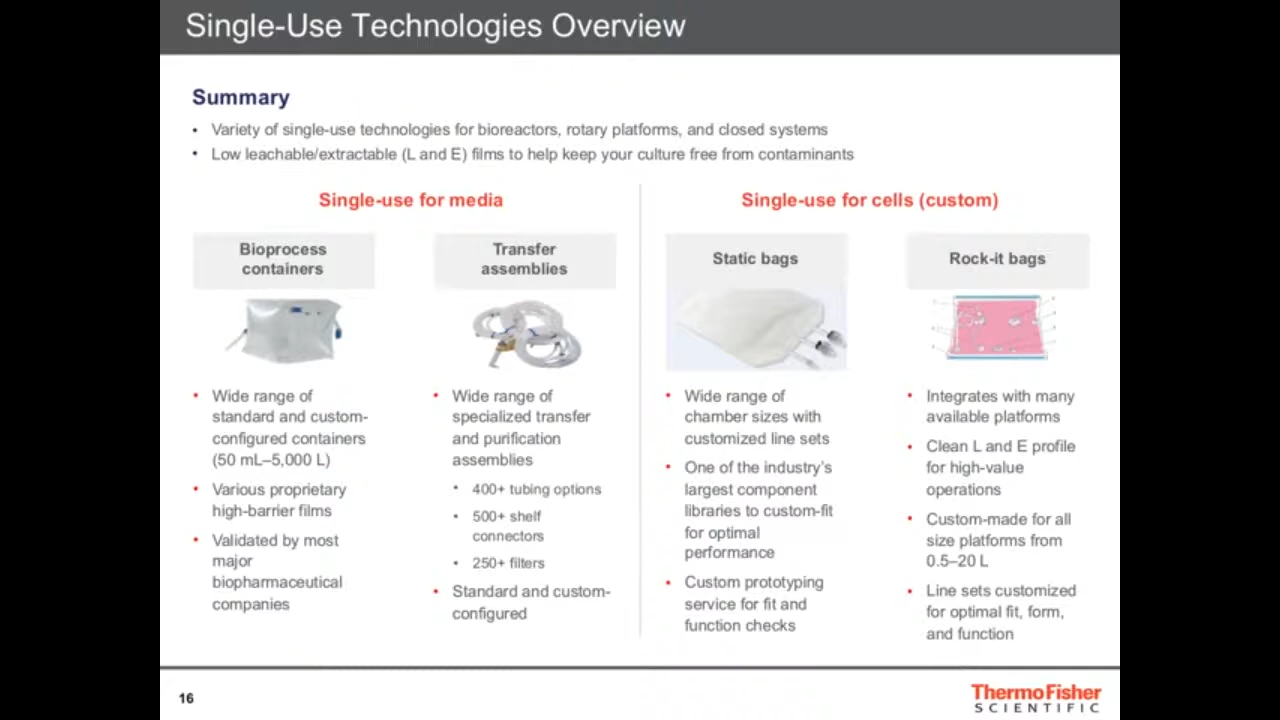 Single-Use Technologies Overview
Summary
• Variety of single-use technologies for bioreactors, rotary platforms, and closed systems
• Low leachable/extractable (L and E) films to help keep your culture free from contaminants
Single-use for media
Bioprocess
containers
• Wide range of
standard and custom-
configured containers
(50 mL–5,000 L)
• Various proprietary
high-barrier films
• Validated by most
major
biopharmaceutical
companies
Transfer
assemblies
• Wide range of
specialized transfer
and purification
assemblies
• 400+ tubing options
• 500+ shelf
connectors
• 250+ filters
• Standard and custom-
configured
Single-use for cells (custom)
Static bags
• Wide range of
chamber sizes with
customized line sets
• One of the industry's
largest component
libraries to custom-fit
for optimal
performance
• Custom prototyping
service for fit and
function checks
Rock-it bags
• Integrates with many
available platforms
• Clean L and E profile
for high-value
operations
• Custom-made for all
size platforms from
0.5–20 L
• Line sets customized
for optimal fit, form,
and function
16
ThermoFisher
SCIENTIFIC